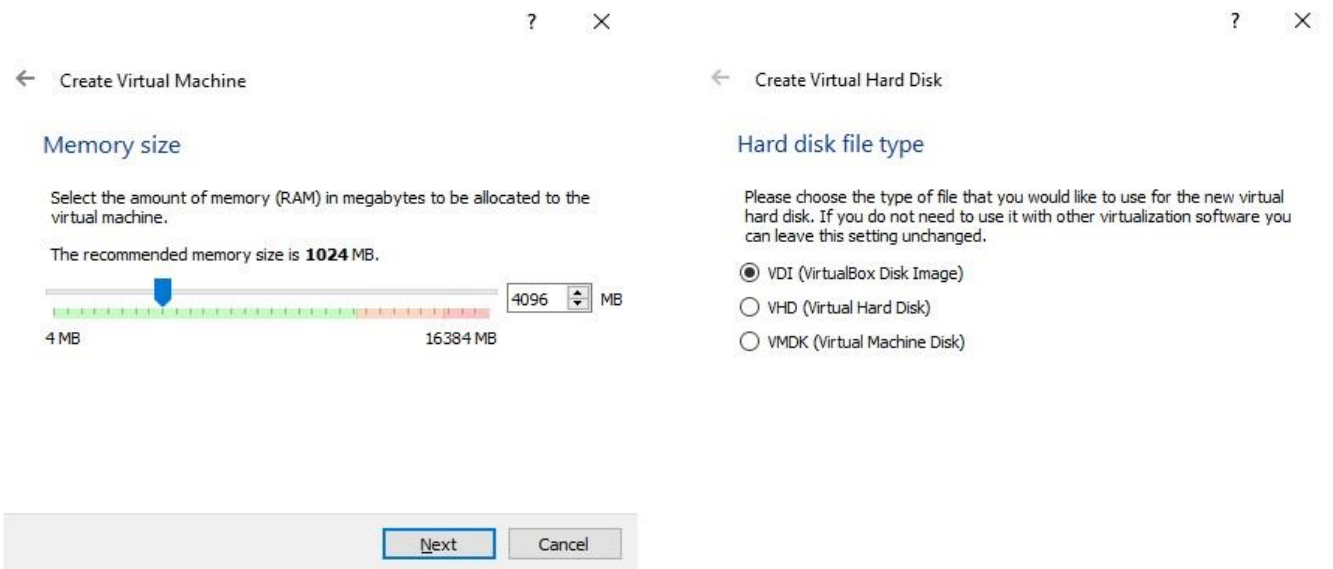 ?
Create Virtual Machine
Memory size
Select the amount of memory (RAM) in megabytes to be allocated to the
virtual machine.
The recommended memory size is 1024 MB.
4096 MB
4 MB 16384 MB
Next Cancel
?
Create Virtual Hard Disk
Hard disk file type
Please choose the type of file that you would like to use for the new virtual
hard disk. If you do not need to use it with other virtualization software you
can leave this setting unchanged.
VDI (VirtualBox Disk Image)
VHD (Virtual Hard Disk)
VMDK (Virtual Machine Disk)